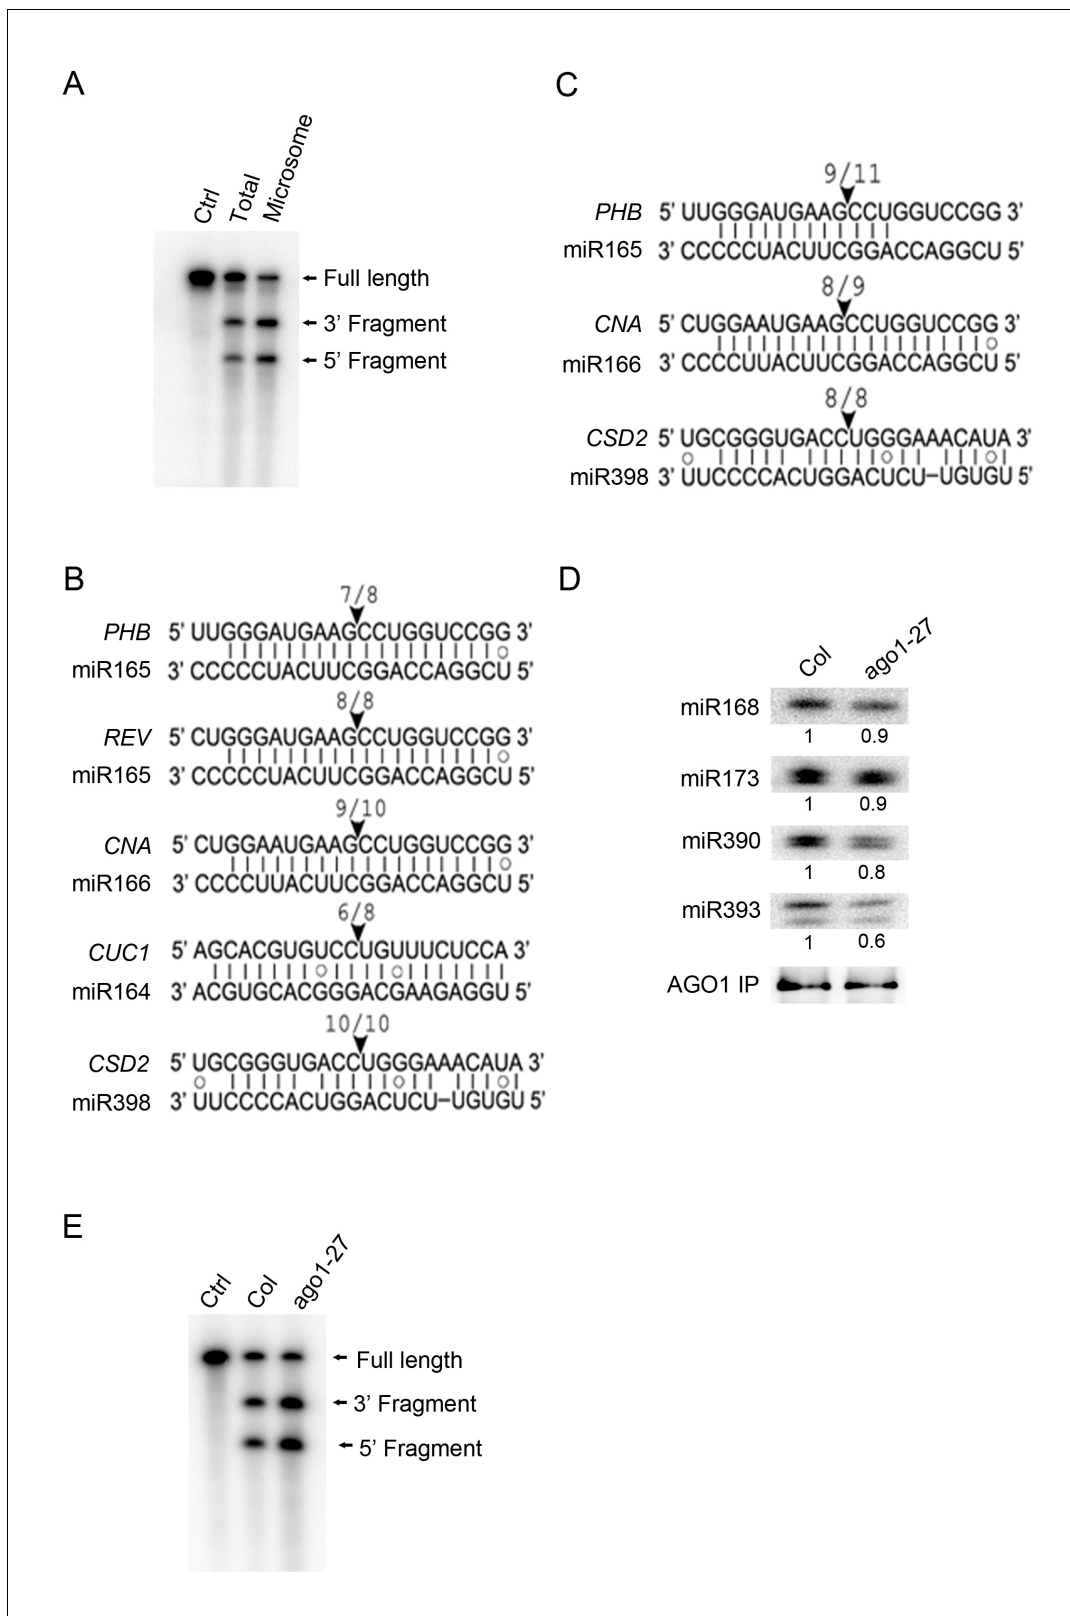 A
Ctrl
Total
Microsome
Full length
3’ Fragment
5’ Fragment
B
7/8
PHB 5’ UUGGGAUGAAGCCUGGUCCGG 3’
miR165 3’ CCCCCUACUUCGGACCAGGCU 5’
8/8
REV 5’ CUGGGAUGAAGCCUGGUCCGG 3’
miR165 3’ CCCCCUACUUCGGACCAGGCU 5’
9/10
CNA 5’ CUGGAAUGAAGCCUGGUCCGG 3’
miR166 3’ CCCCUUACUUCGGACCAGGCU 5’
6/8
CUC1 5’ AGCACGUGUCCUGUUUCUCCA 3’
miR164 3’ ACGUGCACGGGACGAAGAGGU 5’
10/10
CSD2 5’ UGCGGGUGACCUGGGAAACAUA 3’
miR398 3’ UUCCCCACUGGACUCU–UGUGU 5’
C
9/11
PHB 5’ UUGGGAUGAAGCCUGGUCCGG 3’
miR165 3’ CCCCCUACUUCGGACCAGGCU 5’
8/9
CNA 5’ CUGGAAUGAAGCCUGGUCCGG 3’
miR166 3’ CCCCUUACUUCGGACCAGGCU 5’
8/8
CSD2 5’ UGCGGGUGACCUGGGAAACAUA 3’
miR398 3’ UUCCCCACUGGACUCU–UGUGU 5’
D
Col
ago1-27
miR168
1 0.9
miR173
1 0.9
miR390
1 0.8
miR393
1 0.6
AGO1 IP
E
Ctrl
Col
ago1-27
Full length
3’ Fragment
5’ Fragment